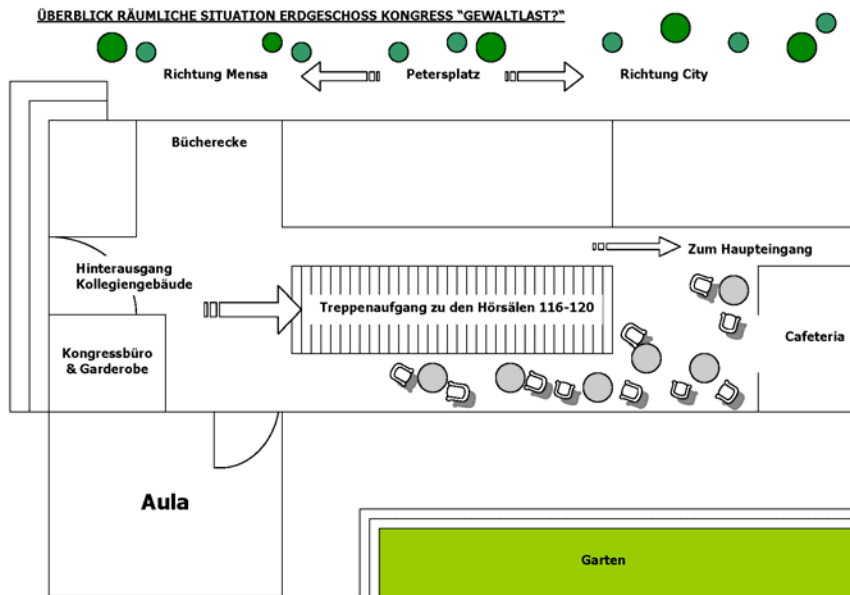 ÜBERBLICK RÄUMLICHE SITUATION ERDGESCHOSS KONGRESS "GEWALTLAST?"
Richtung Mensa
Petersplatz
Richtung City
Bücherecke
Zum Haupteingang
Hinterausgang
Kollegiengebäude
Treppenaufgang zu den Hörsälen 116-120
Cafeteria
Kongressbüro
& Garderobe
Aula
Garten